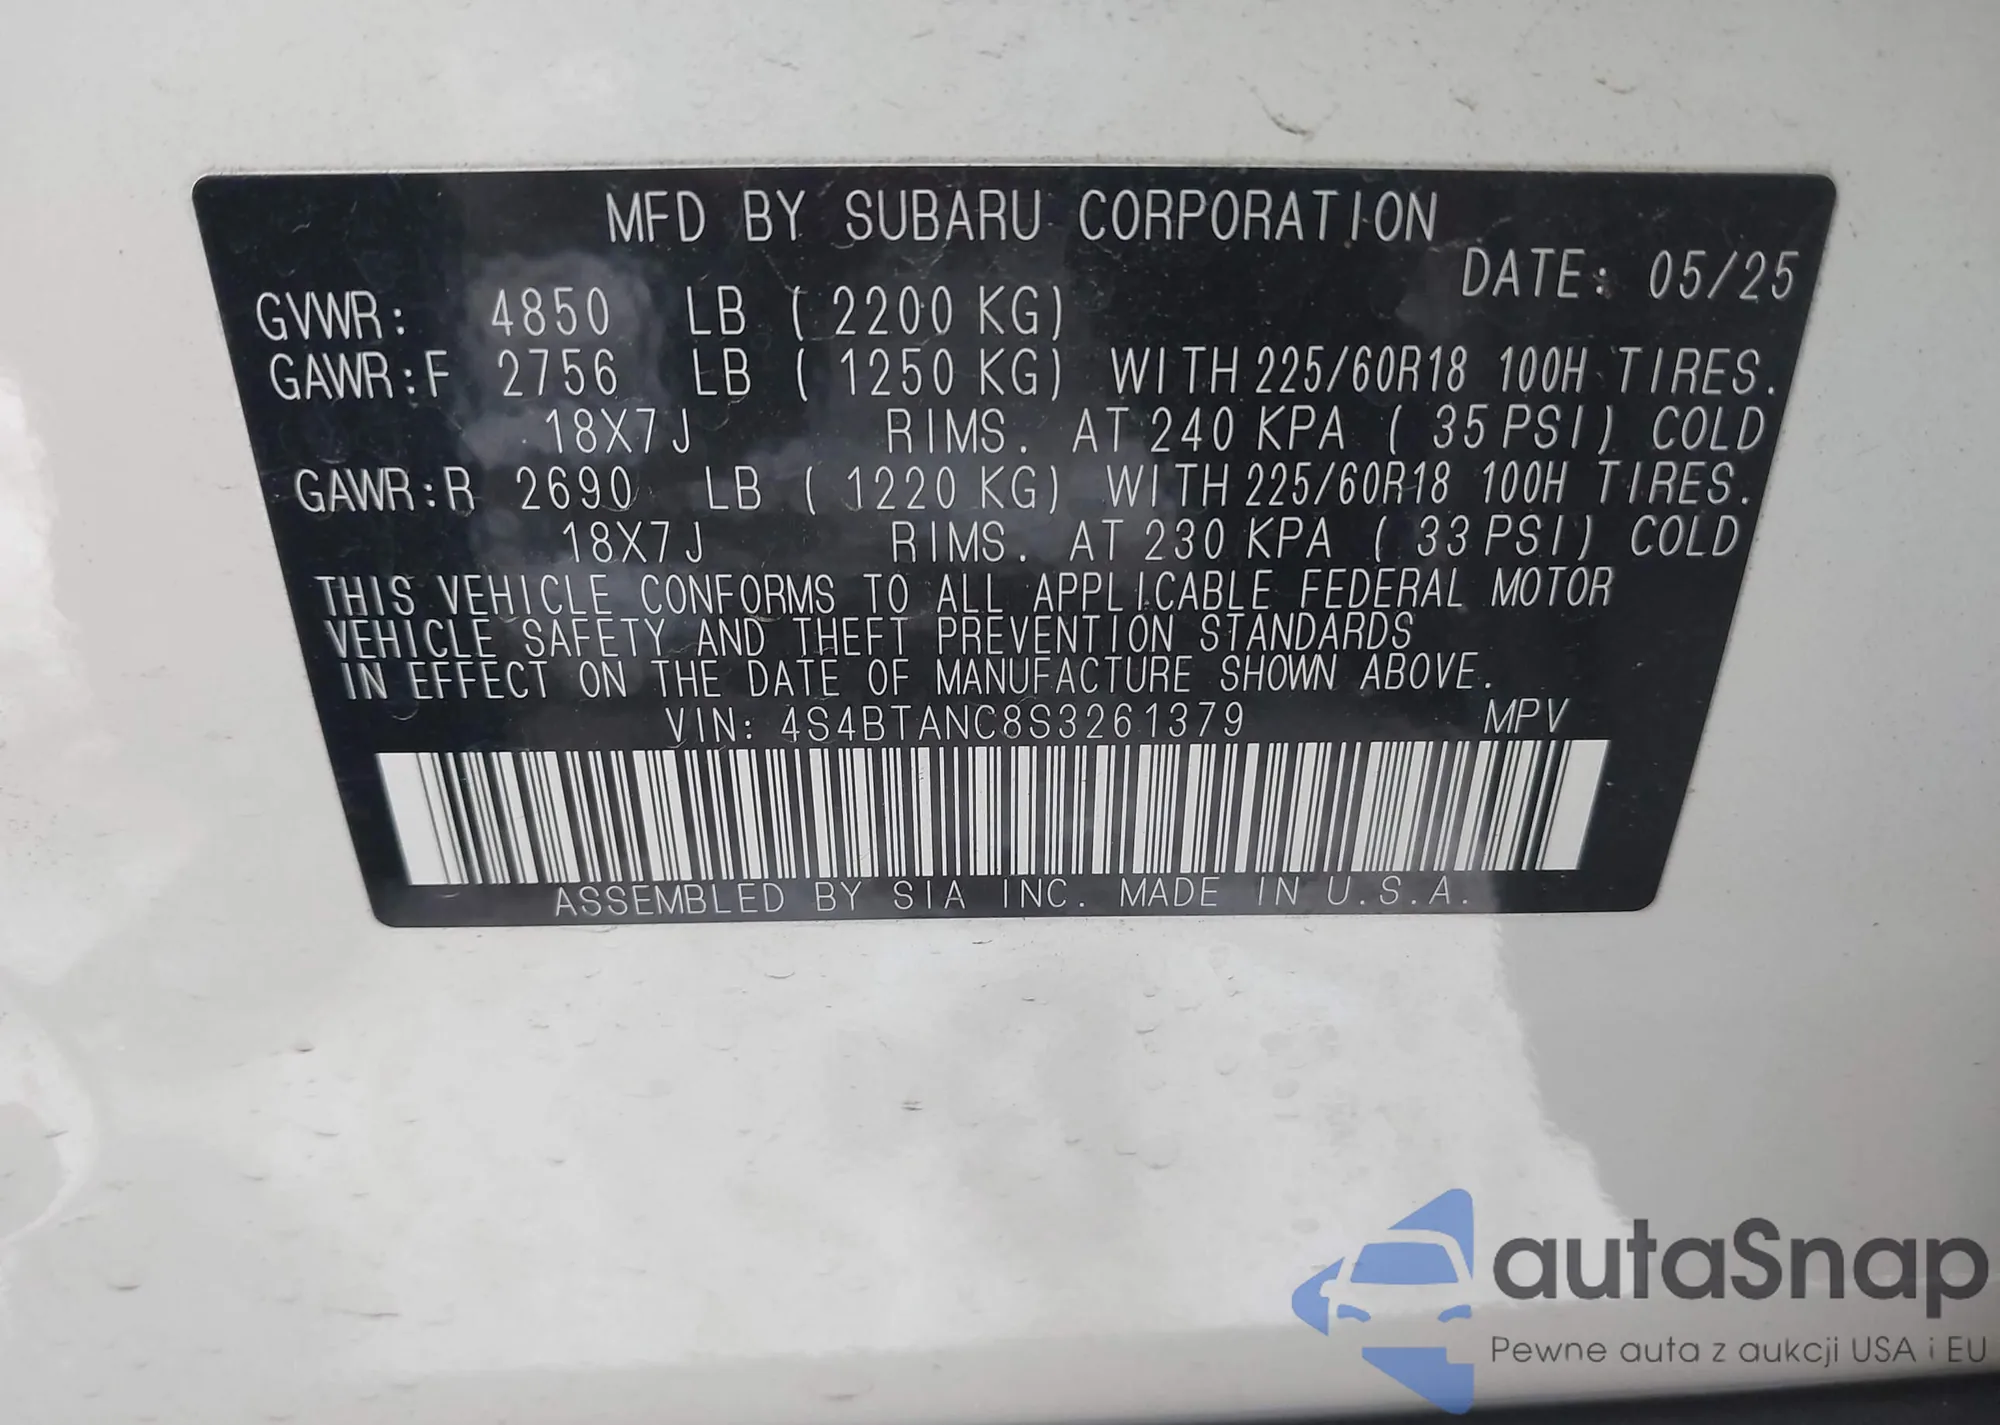 MFD BY SUBARU CORPORATION
DATE: 05/25
GVWR: 4850 LB (2200 KG)
GAWR:F 2756 LB (1250 KG) WITH 225/60R18 100H TIRES.
18X7J RIMS. AT 240 KPA (35 PSI) COLD
GAWR:R 2690 LB (1220 KG) WITH 225/60R18 100H TIRES.
18X7J RIMS. AT 230 KPA (33 PSI) COLD
THIS VEHICLE CONFORMS TO ALL APPLICABLE FEDERAL MOTOR
VEHICLE SAFETY AND THEFT PREVENTION STANDARDS
IN EFFECT ON THE DATE OF MANUFACTURE SHOWN ABOVE.
VIN: 4S4BTANC8S3261379 MPV
ASSEMBLED BY SIA INC. MADE IN U.S.A.
autaSnap
Pewne auta z aukcji USA i EU